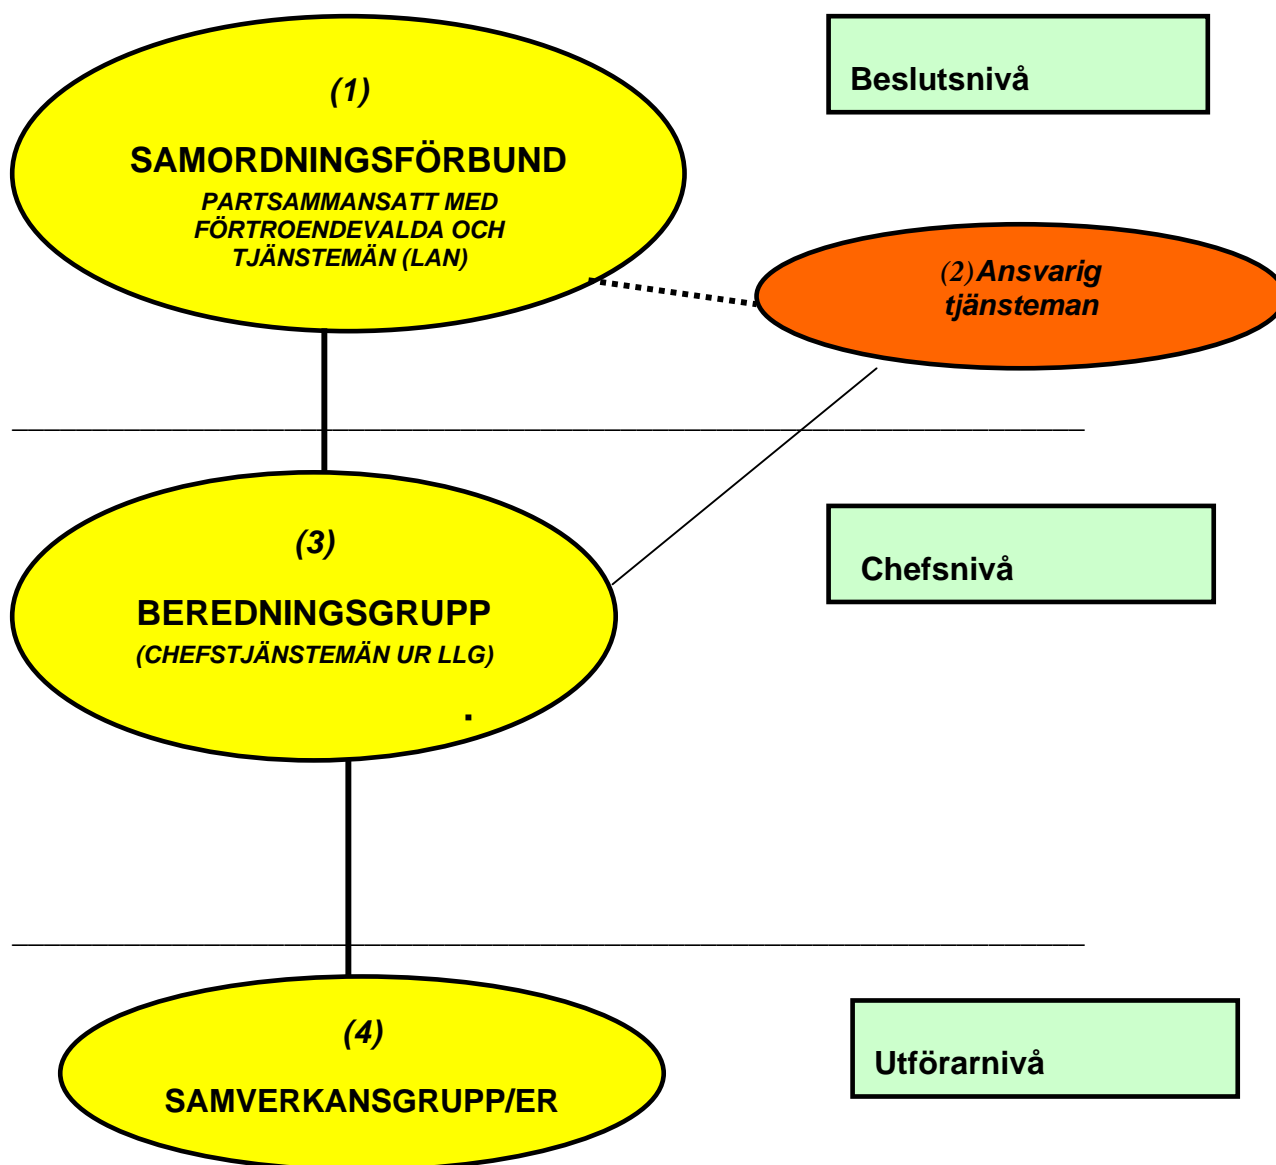 (1)
SAMORDNINGSFÖRBUND
PARTSAMMANSATT MED
FÖRTROENDEVALDA OCH
TJÄNSTEMÄN (LAN)
Beslutsnivå
(2)Ansvarig
tjänsteman
(3)
BEREDNINGSGRUPP
(CHEFSTJÄNSTEMÄN UR LLG)
.
Chefsnivå
(4)
SAMVERKANSGRUPP/ER
Utförarnivå